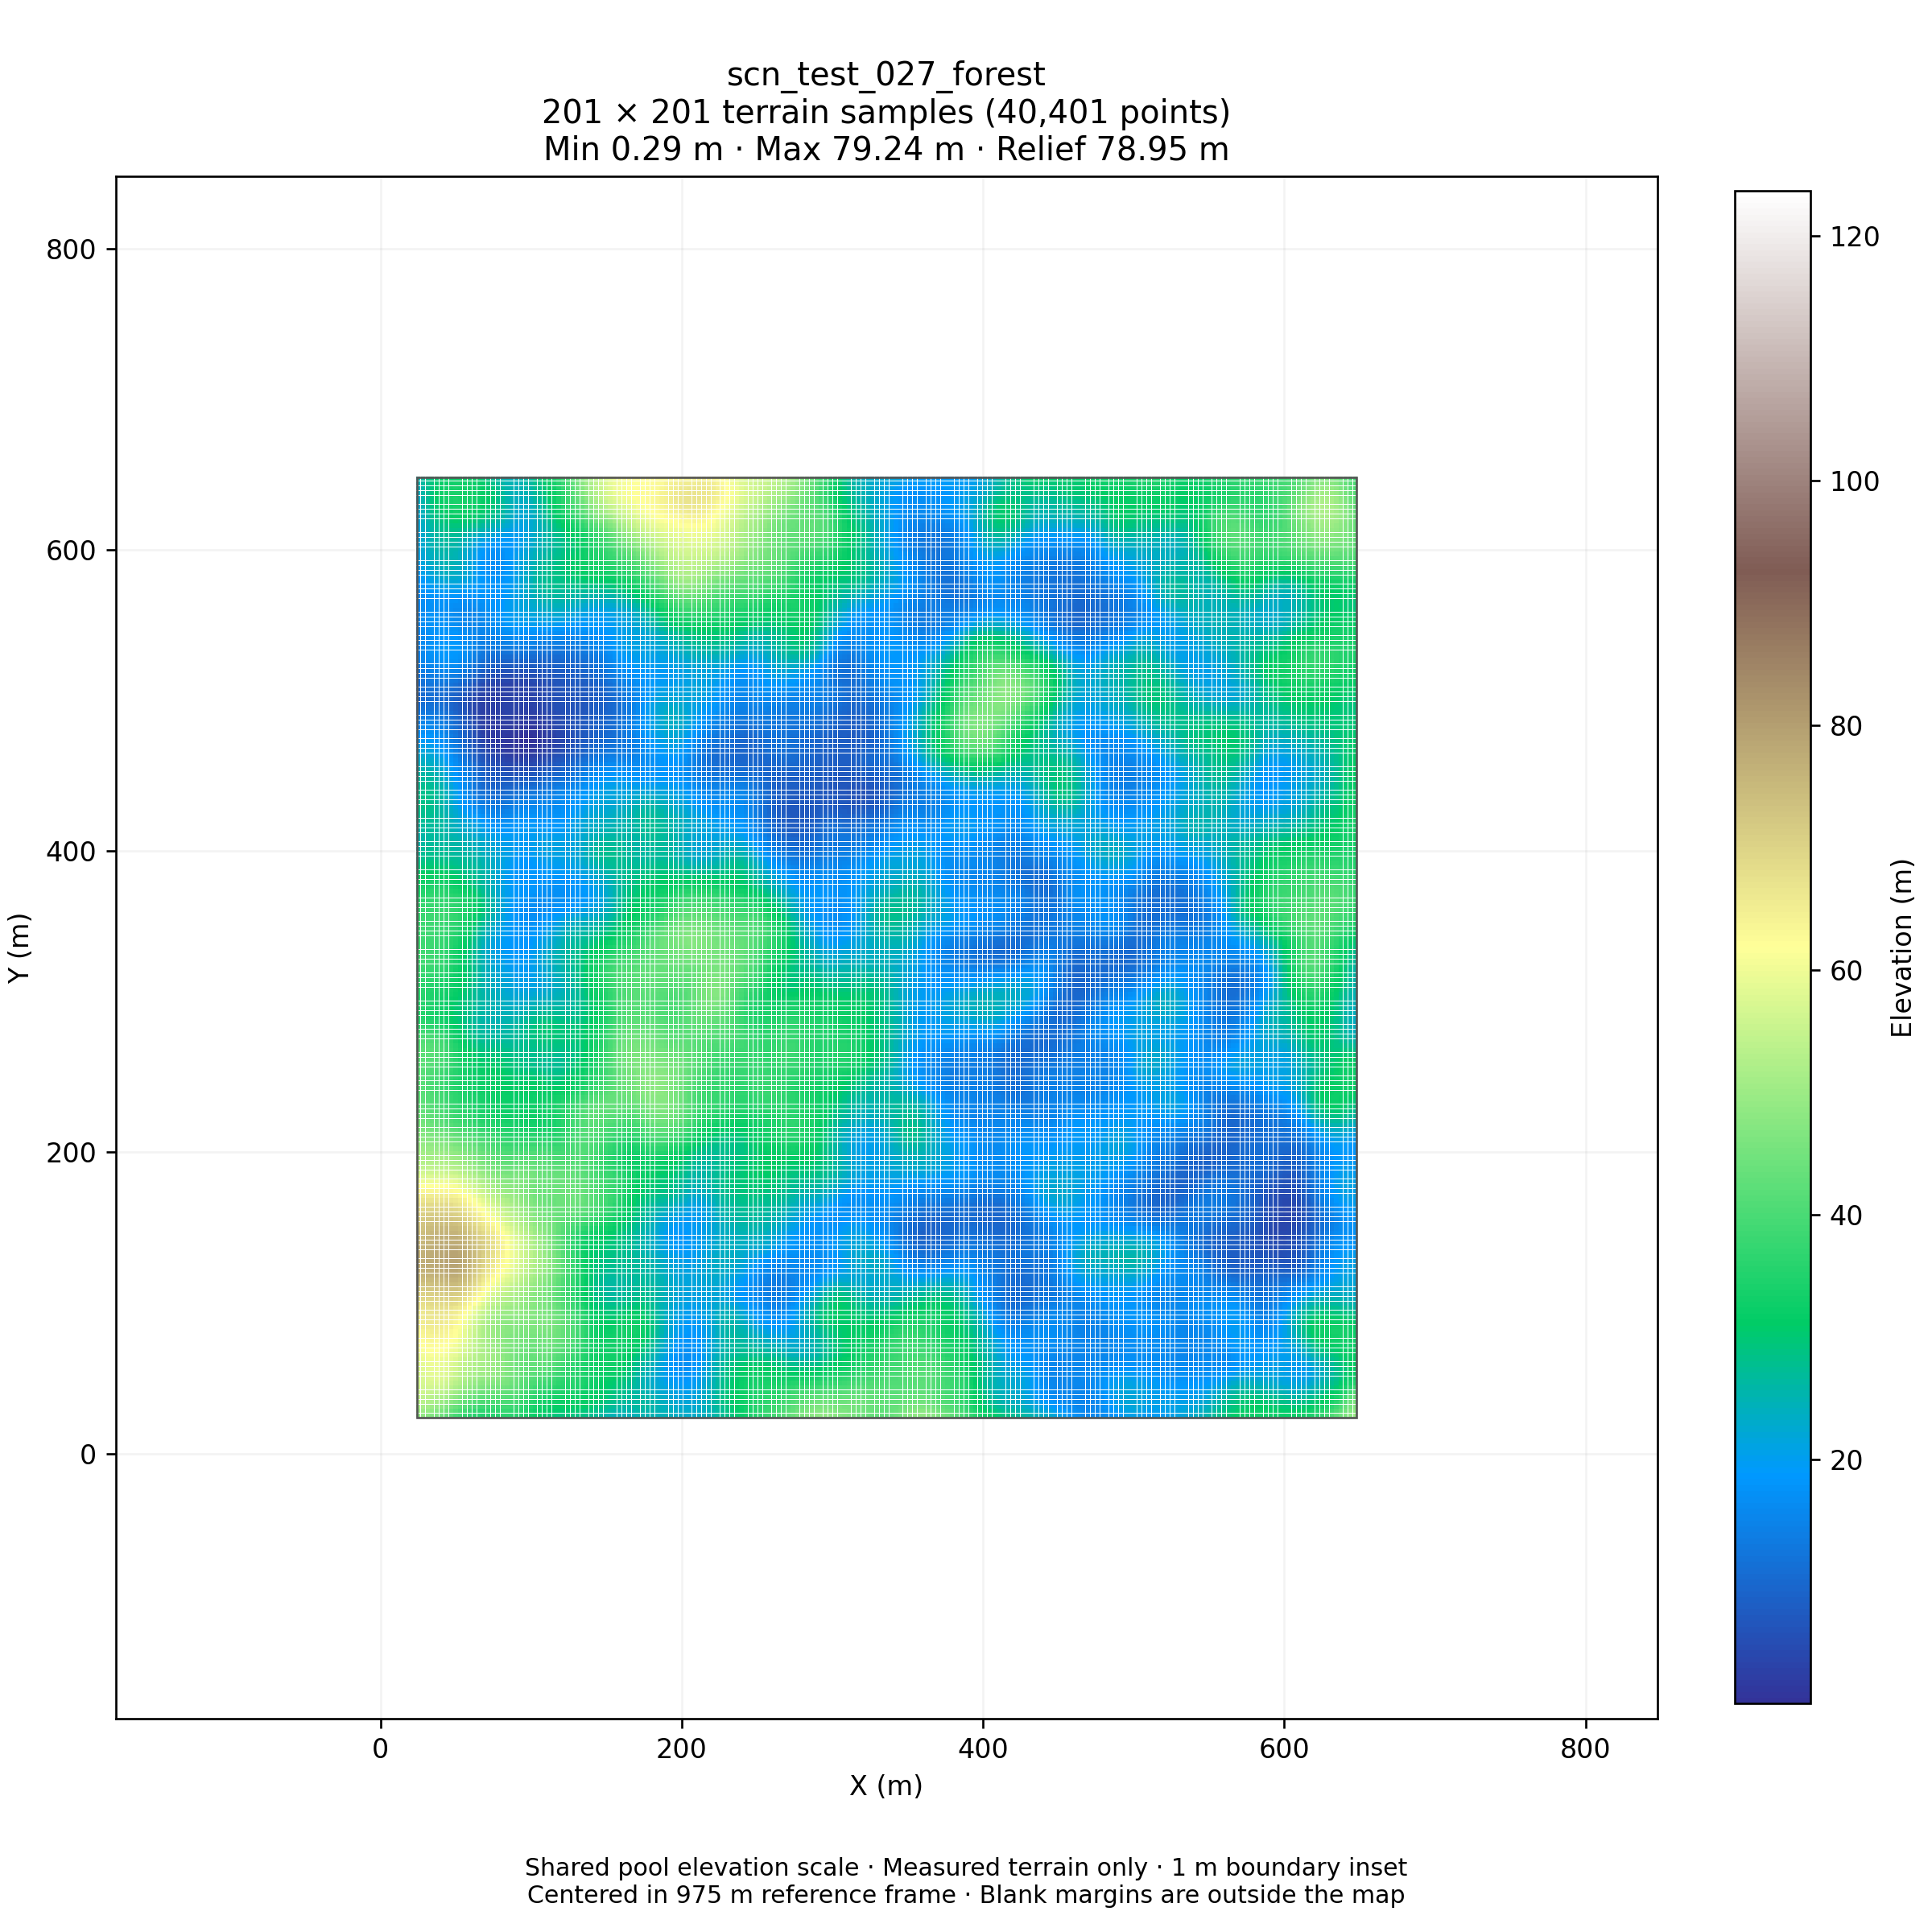 scn_test_027_forest
201 × 201 terrain samples (40,401 points)
Min 0.29 m · Max 79.24 m · Relief 78.95 m
800
600
400
200
0
Y (m)
0 200 400 600 800
X (m)
120
100
80
60
40
20
Elevation (m)
Shared pool elevation scale · Measured terrain only · 1 m boundary inset
Centered in 975 m reference frame · Blank margins are outside the map